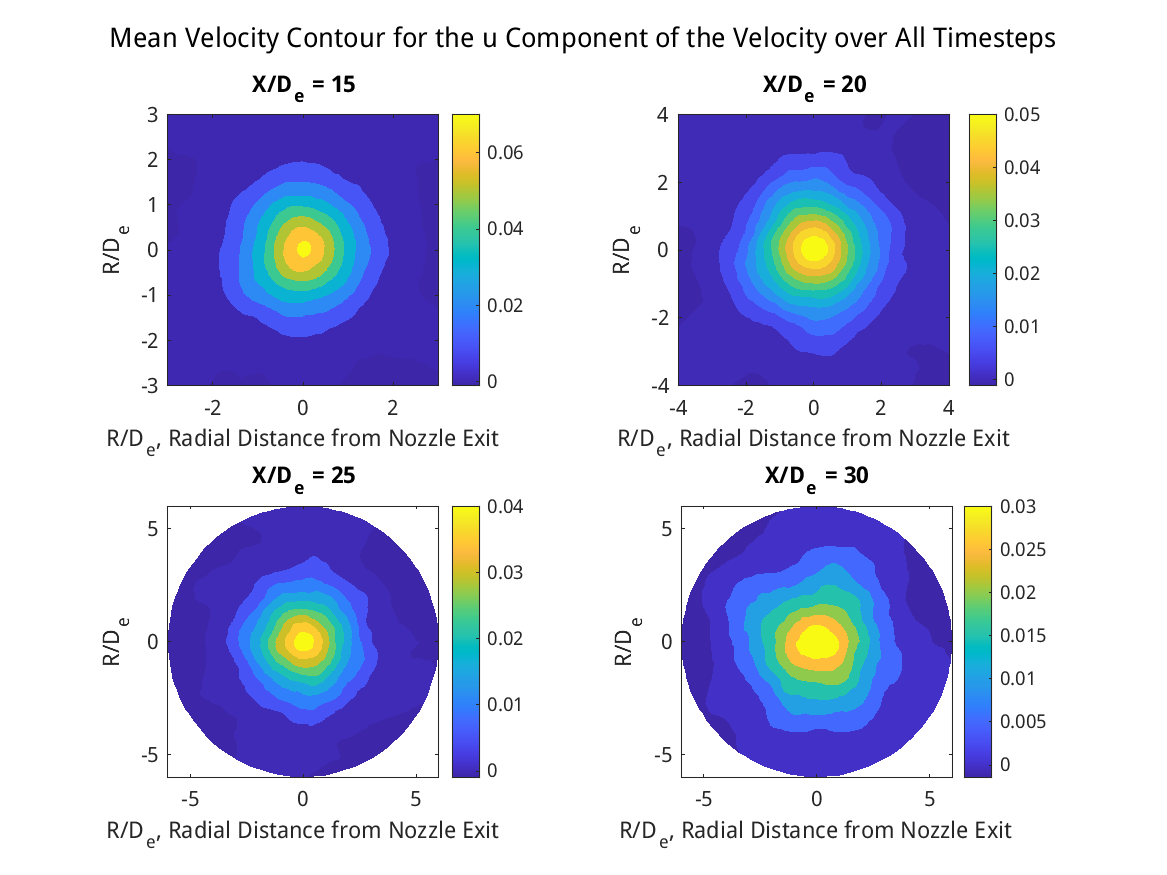 Mean Velocity Contour for the u Component of the Velocity over All Timesteps
X/De = 15
3
2
1
0
-1
-2
-3
R/De
-2 0 2
R/De, Radial Distance from Nozzle Exit
0.06
0.04
0.02
0
X/De = 20
4
2
0
-2
-4
R/De
-4 -2 0 2 4
R/De, Radial Distance from Nozzle Exit
0.05
0.04
0.03
0.02
0.01
0
X/De = 25
5
0
-5
R/De
-5 0 5
R/De, Radial Distance from Nozzle Exit
0.04
0.03
0.02
0.01
0
X/De = 30
5
0
-5
R/De
-5 0 5
R/De, Radial Distance from Nozzle Exit
0.03
0.025
0.02
0.015
0.01
0.005
0